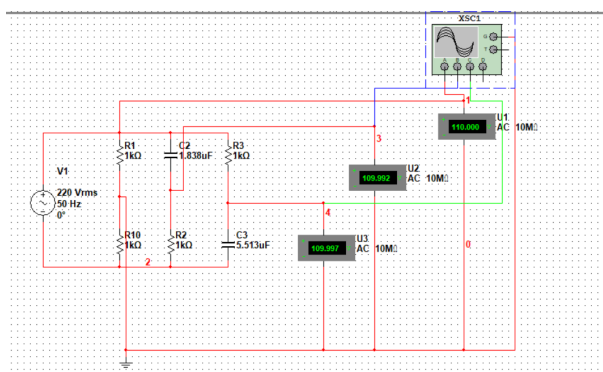 XSC1
G
T
A B C D
1
U1
110.000
AC 10MΩ
R1
1kΩ
C2
1.838uF
R3
1kΩ
3
V1
220 Vrms
50 Hz
0°
U2
109.992
AC 10MΩ
4
R10
1kΩ
R2
1kΩ
C3
5.513uF
U3
109.997
AC 10MΩ
0
2